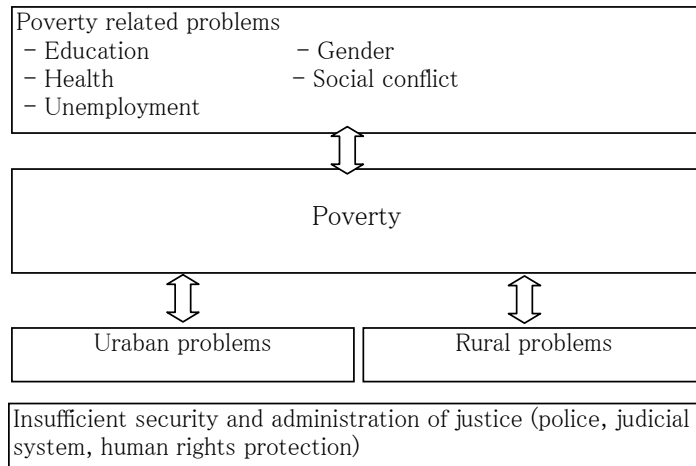 Poverty related problems
- Education - Gender
- Health - Social conflict
- Unemployment
Poverty
Uraban problems
Rural problems
Insufficient security and administration of justice (police, judicial
system, human rights protection)